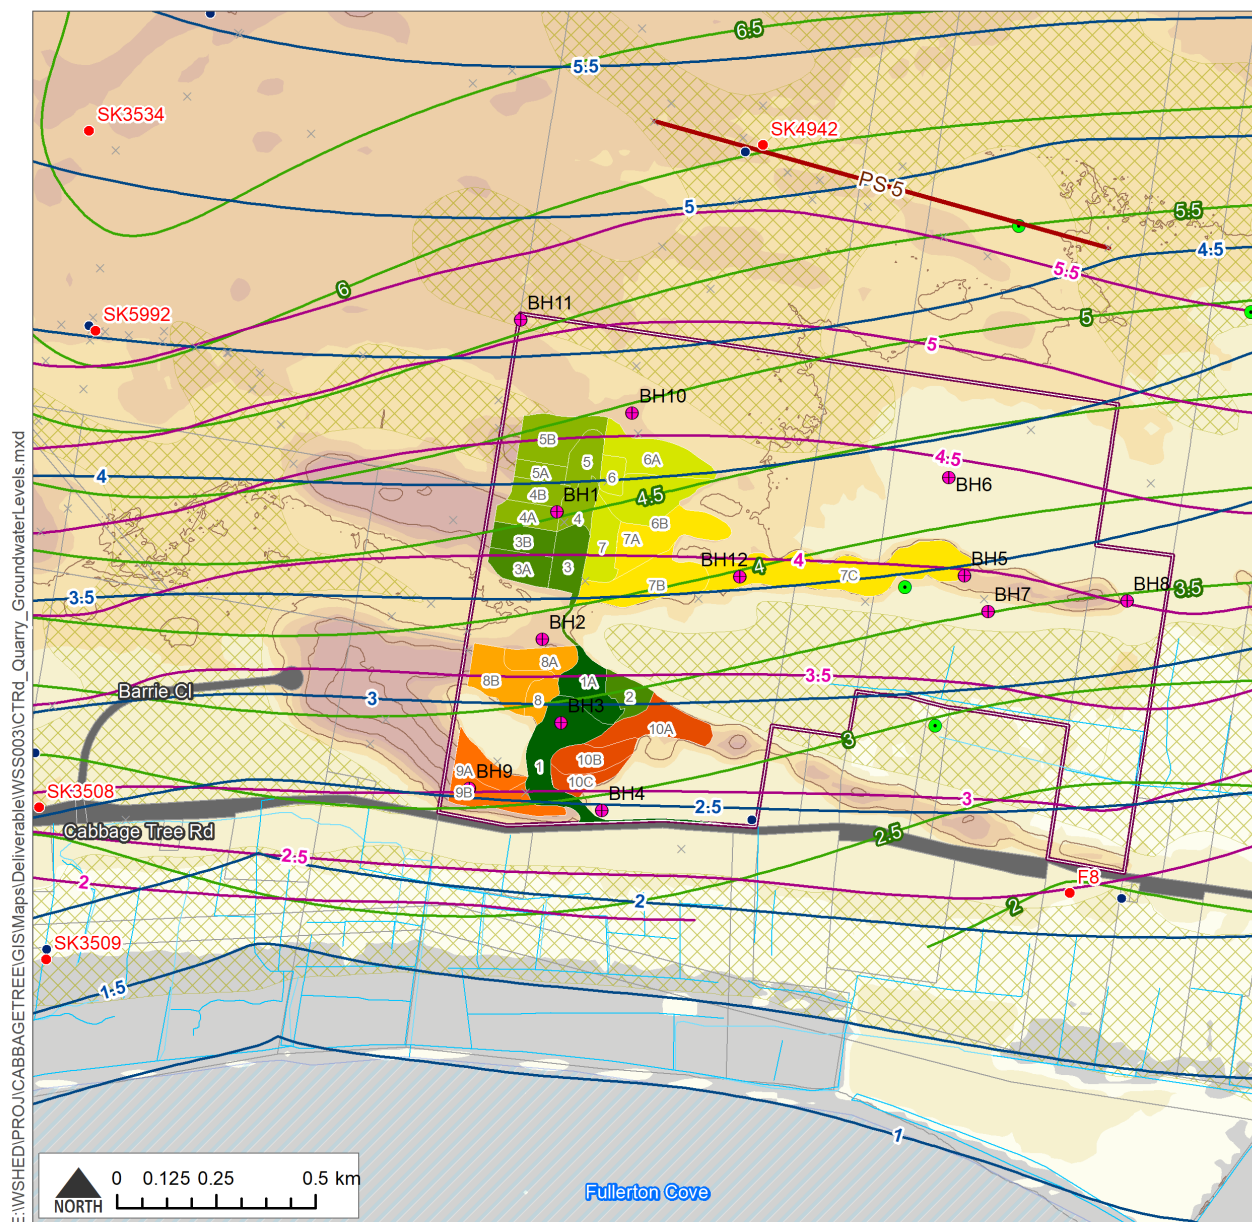 6.5
5.5
SK3534
SK4942
PS 5
5
5.5
4.5
5.5
6
BH11
SK5992
5
5
BH10
5B
5
6A
5A
6
4.5
4
4B
BH1
4.5
BH6
4A
4
6B
3B
7A
7
BH12
4
4
BH5
3A
3
7C
7B
BH8
3.5
3.5
BH7
BH2
8A
8B
1A
3.5
Barrie Cl
3
8
2
BH3
10A
3
10B
1
9A
BH9
10C
9B
3
SK3508
BH4
2.5
Cabbage Tree Rd
2.5
2.5
2
F8
2
2
SK3509
1.5
1
0 0.125 0.25 0.5 km
NORTH
Fullerton Cove
E:\WSHED\PROJ\CABBAGETREE\GIS\Maps\Deliverable\WSS003\CTRd_Quarry_GroundwaterLevels.mxd